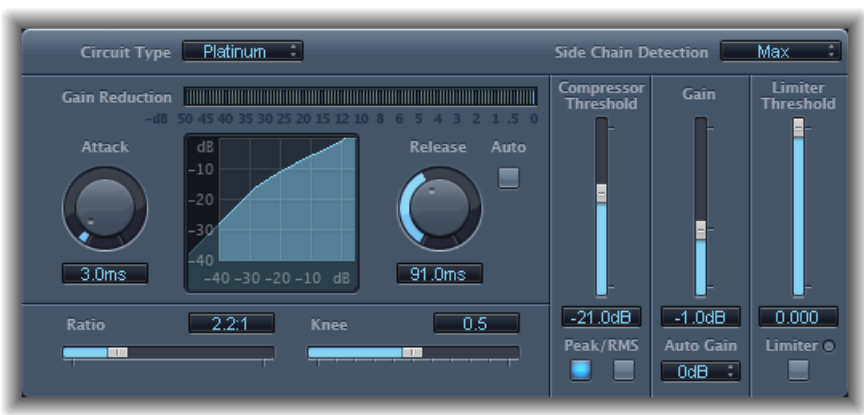 Circuit Type Platinum Side Chain Detection Max
Gain Reduction
-dB 50 45 40 35 30 25 20 15 12 10 8 6 5 4 3 2 1 .5 0
Compressor Threshold
Gain
Limiter Threshold
Attack
3.0ms
dB
-10
-20
-30
-40
-40 -30 -20 -10 dB
Release
Auto
91.0ms
Ratio 2.2:1
Knee 0.5
-21.0dB
-1.0dB
0.000
Peak/RMS
Auto Gain
0dB
Limiter